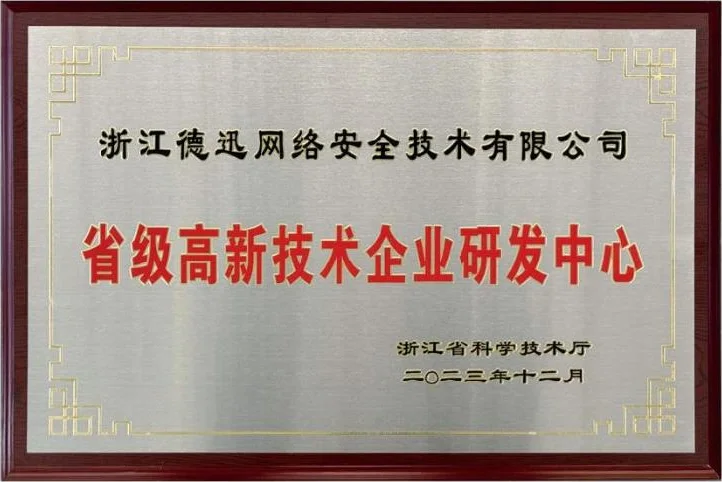 浙江德迅网络安全技术有限公司
省级高新技术企业研发中心
浙江省科学技术厅
二〇二三年十二月